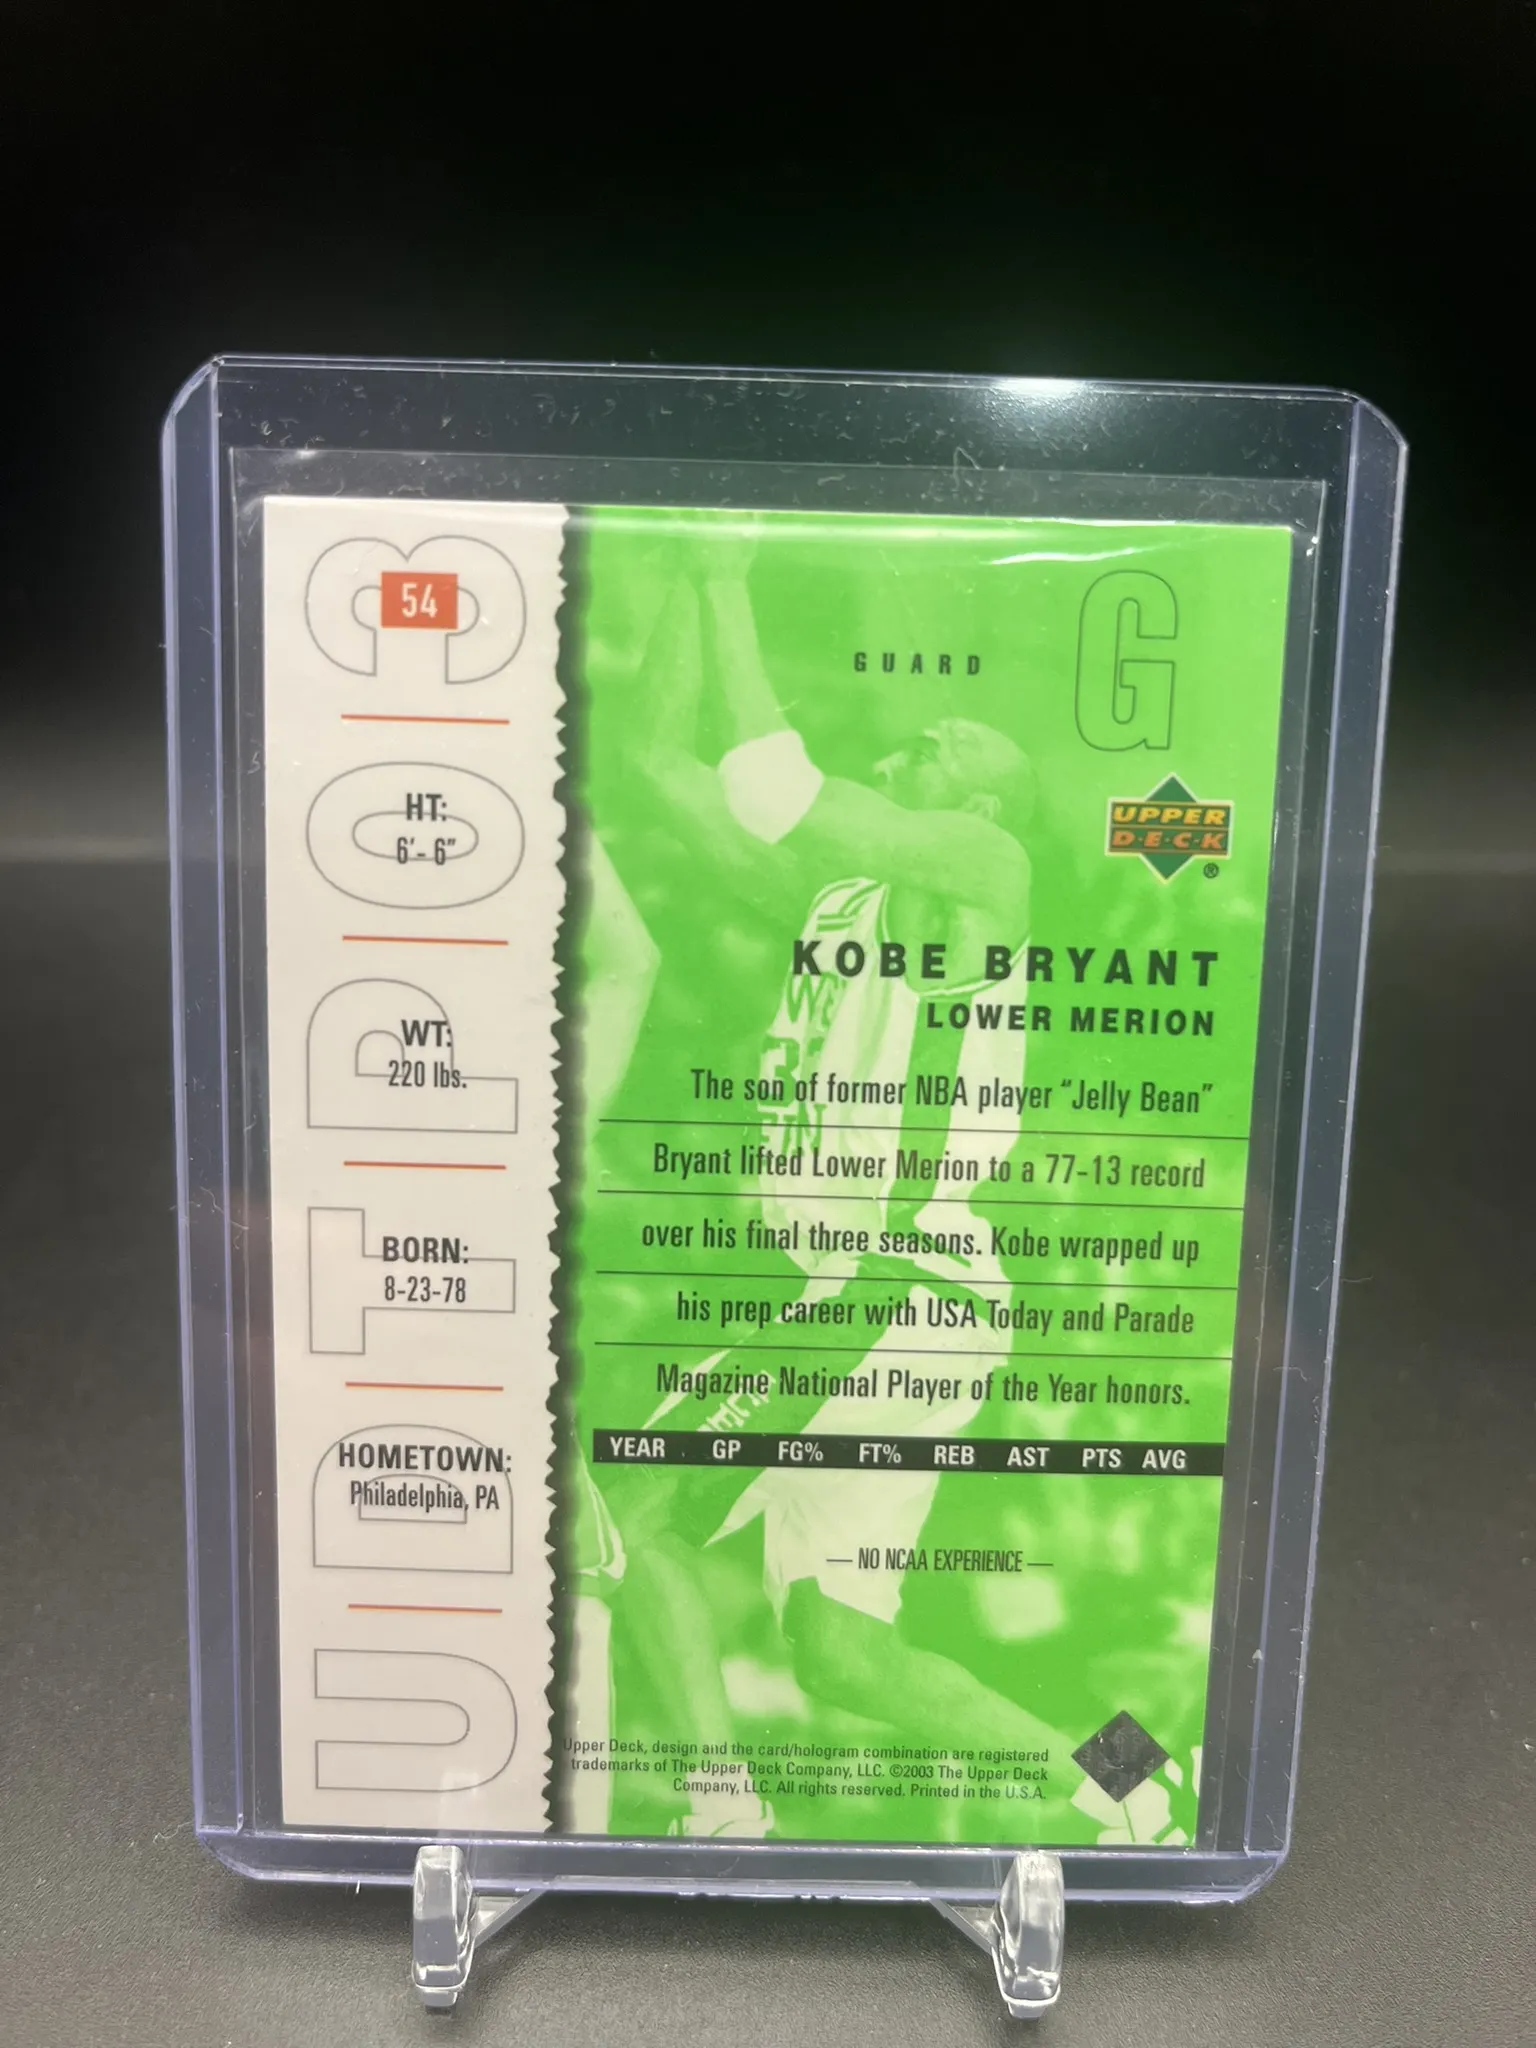 54
GUARD
G
UPPER
D·E·C·K
®
HT:
6'- 6"
KOBE BRYANT
LOWER MERION
WT:
220 lbs.
The son of former NBA player "Jelly Bean"
Bryant lifted Lower Merion to a 77-13 record
over his final three seasons. Kobe wrapped up
his prep career with USA Today and Parade
Magazine National Player of the Year honors.
BORN:
8-23-78
HOMETOWN:
Philadelphia, PA
YEAR GP FG% FT% REB AST PTS AVG
— NO NCAA EXPERIENCE —
Upper Deck, design and the card/hologram combination are registered
trademarks of The Upper Deck Company, LLC. ©2003 The Upper Deck
Company, LLC. All rights reserved. Printed in the U.S.A.
U|D|T|P|O|3